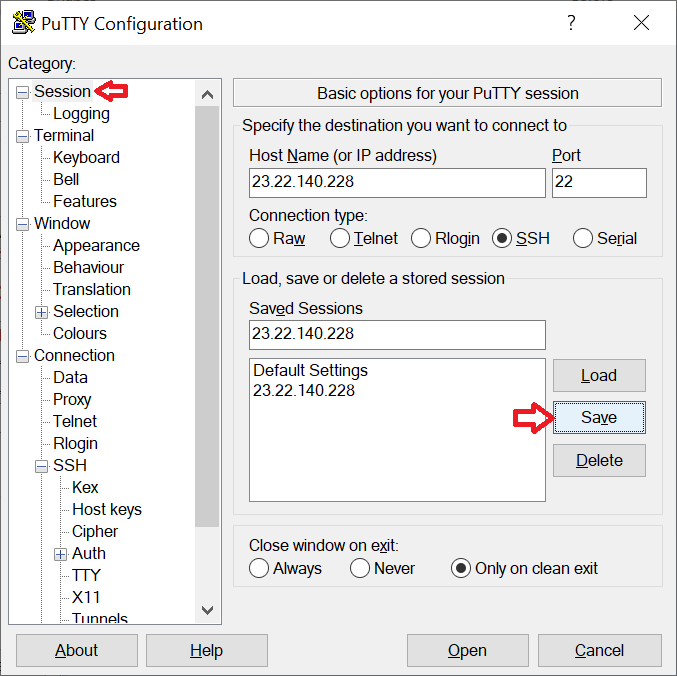 PuTTY Configuration
?
Category:
Session
Logging
Terminal
Keyboard
Bell
Features
Window
Appearance
Behaviour
Translation
Selection
Colours
Connection
Data
Proxy
Telnet
Rlogin
SSH
Kex
Host keys
Cipher
Auth
TTY
X11
Tunnels
Basic options for your PuTTY session
Specify the destination you want to connect to
Host Name (or IP address) Port
23.22.140.228 22
Connection type:
Raw Telnet Rlogin SSH Serial
Load, save or delete a stored session
Saved Sessions
23.22.140.228
Default Settings
23.22.140.228
Load
Save
Delete
Close window on exit:
Always Never Only on clean exit
About Help Open Cancel